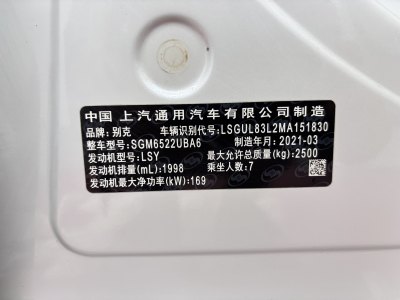 中国 上汽通用汽车有限公司制造
品牌:别克 车辆识别代号:LSGUL83L2MA151830
整车型号:SGM6522UBA6 制造年月:2021-03
发动机型号:LSY 最大允许总质量(kg):2500
发动机排量(mL):1998 乘坐人数:7
发动机最大净功率(kW):169